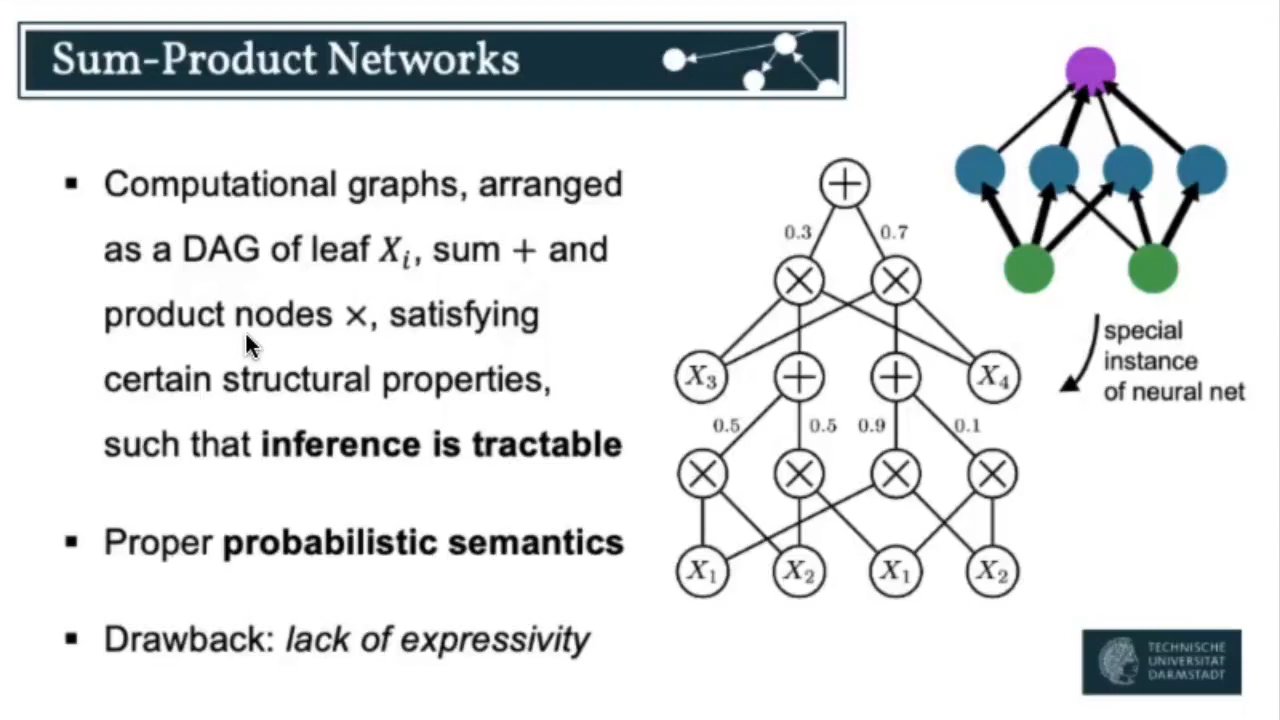 Sum-Product Networks
▪ Computational graphs, arranged
as a DAG of leaf Xᵢ, sum + and
product nodes ×, satisfying
certain structural properties,
such that inference is tractable
▪ Proper probabilistic semantics
▪ Drawback: lack of expressivity
+
0.3 0.7
× ×
X₃ + + X₄
0.5 0.5 0.9 0.1
× × × ×
X₁ X₂ X₁ X₂
special
instance
of neural net
TECHNISCHE
UNIVERSITÄT
DARMSTADT